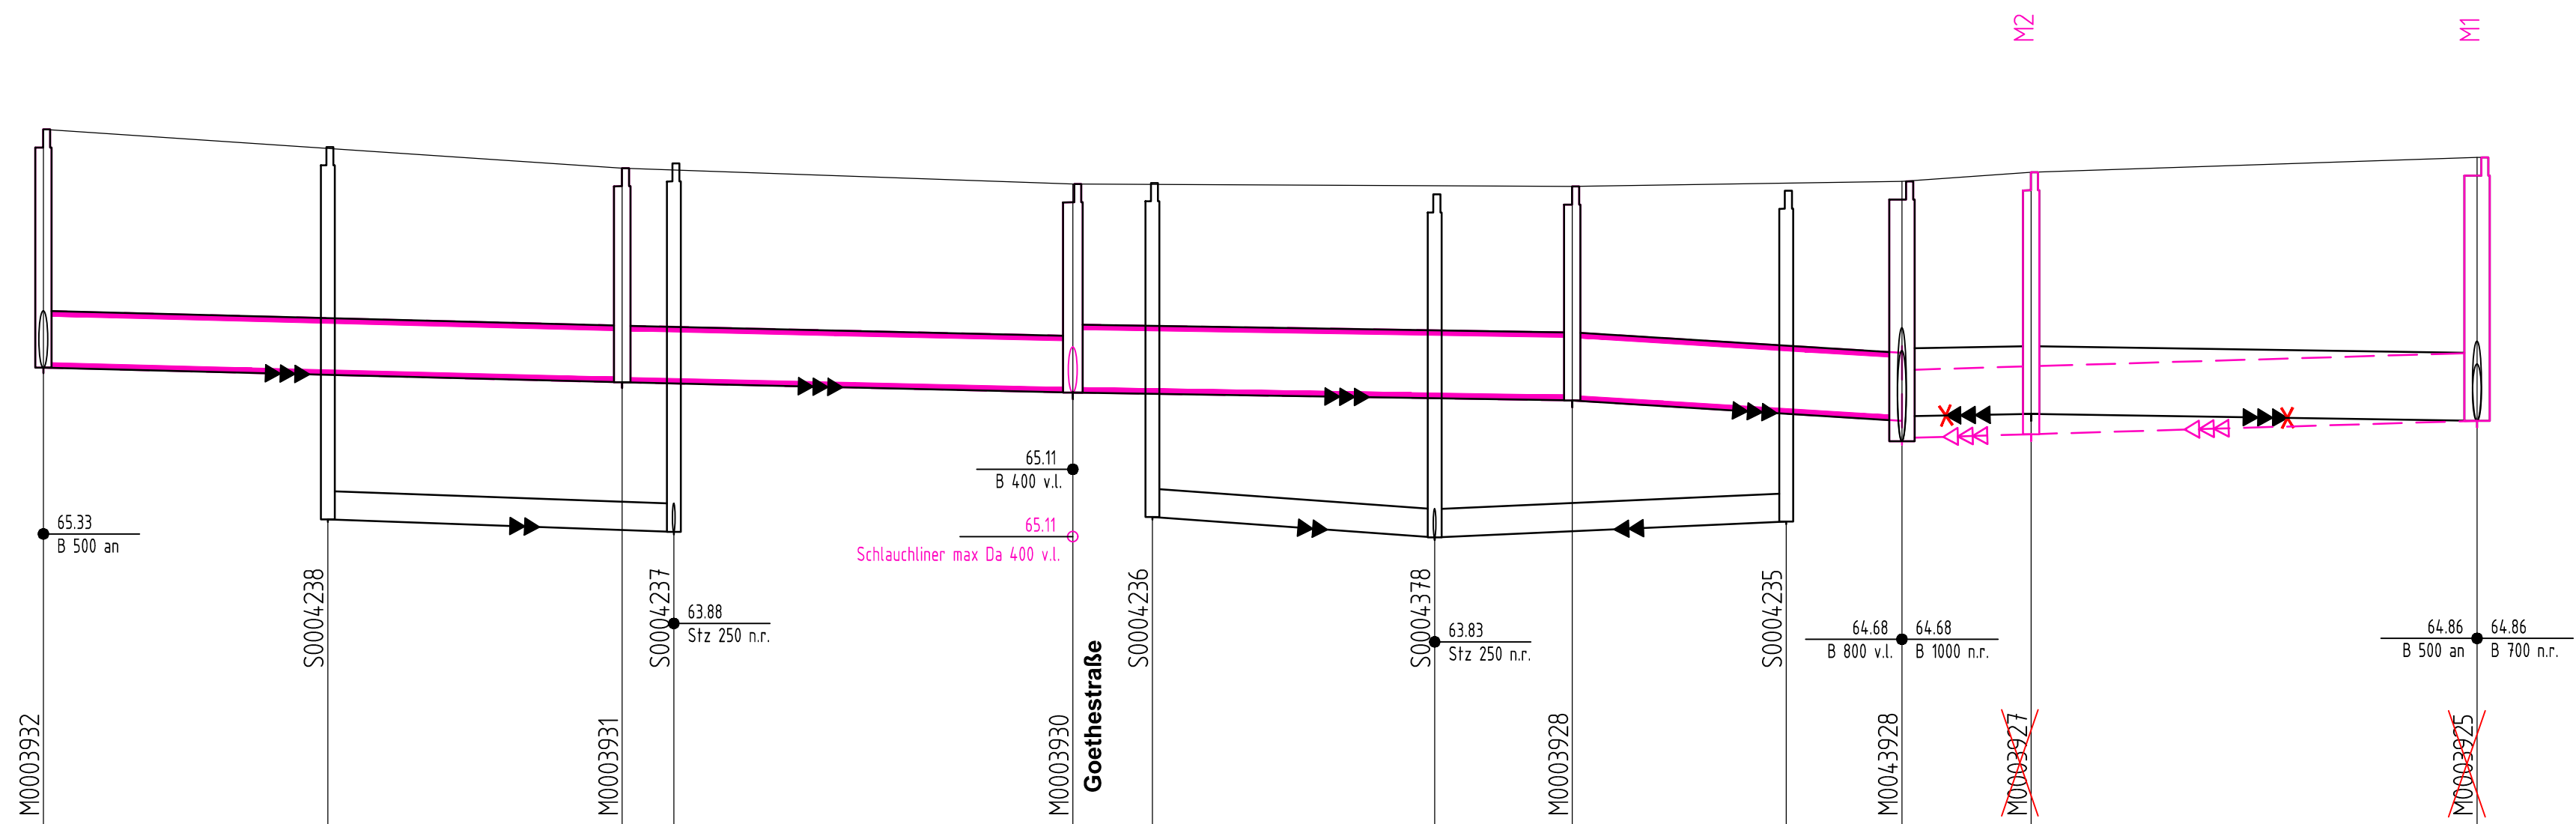 M2
M1
65.11
B 400 v.l.
65.11
Schlauchliner max Da 400 v.l.
65.33
B 500 an
63.88
Stz 250 n.r.
63.83
Stz 250 n.r.
64.68
B 800 v.l.
64.68
B 1000 n.r.
64.86
B 500 an
64.86
B 700 n.r.
S0004238
S0004237
S0004236
S0004378
S0004235
M0003932
M0003931
M0003930
Goethestraße
M0003928
M0043928
M0003927
M0003925